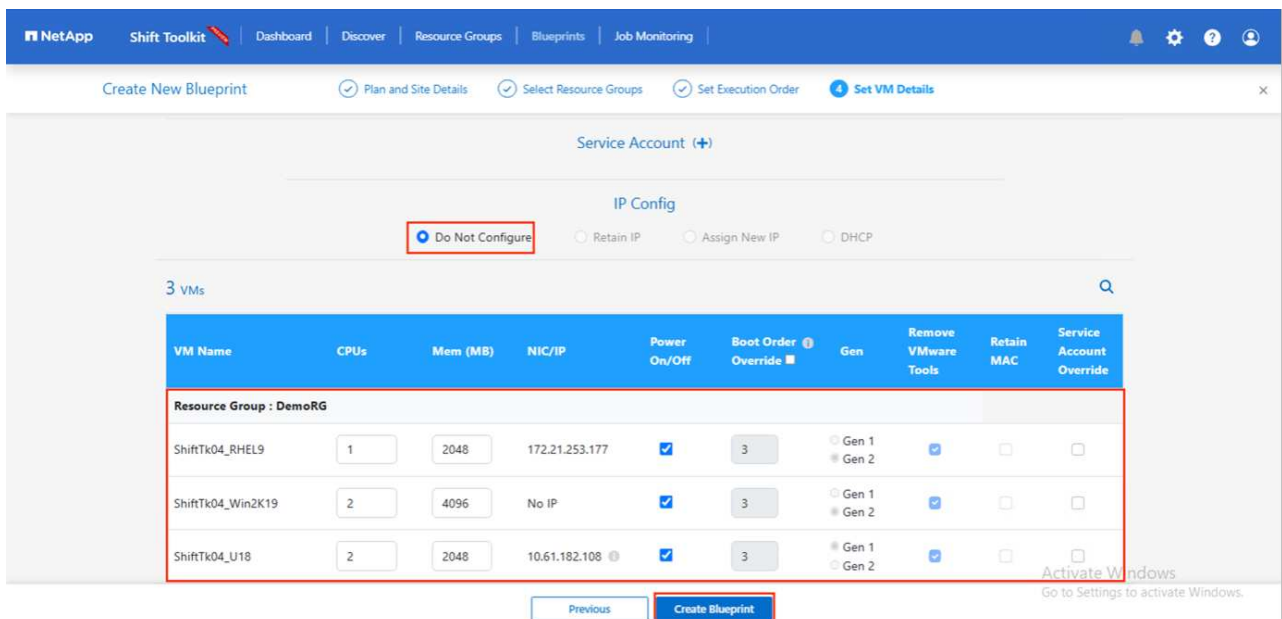 NetApp Shift Toolkit Dashboard Discover Resource Groups Blueprints Job Monitoring
Create New Blueprint Plan and Site Details Select Resource Groups Set Execution Order 4 Set VM Details
Service Account (+)
IP Config
Do Not Configure Retain IP Assign New IP DHCP
3 VMs
VM Name CPUs Mem (MB) NIC/IP Power On/Off Boot Order Override Gen Remove VMware Tools Retain MAC Service Account Override
Resource Group : DemoRG
ShiftTk04_RHEL9 1 2048 172.21.253.177 3 Gen 1 Gen 2
ShiftTk04_Win2K19 2 4096 No IP 3 Gen 1 Gen 2
ShiftTk04_U18 2 2048 10.61.182.108 3 Gen 1 Gen 2
Activate Windows
Go to Settings to activate Windows.
Previous Create Blueprint